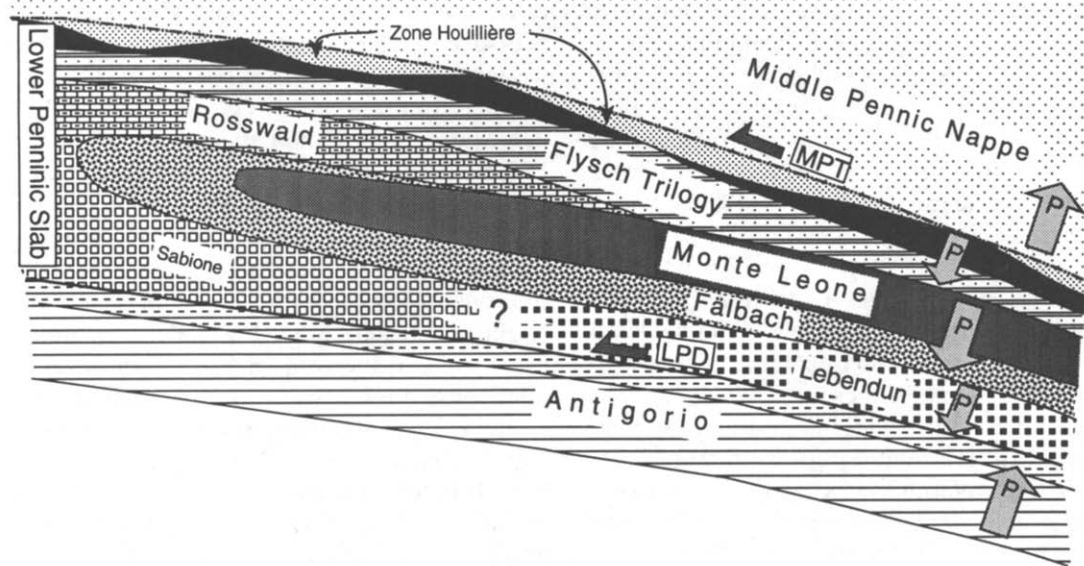 Zone Houillière
Middle Pennic Nappe
Lower Penninic Slab
Rosswald
MPT
Flysch Trilogy
P
P
Sabione
Monte Leone
P
Fälbach
?
LPD
Lebendun
P
Antigorio
P